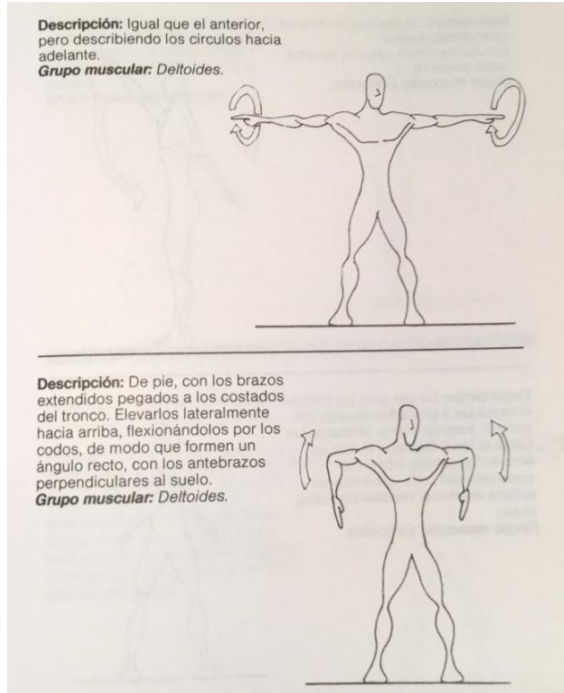 Descripción: Igual que el anterior,
pero describiendo los circulos hacia
adelante.
Grupo muscular: Deltoides.
Descripción: De pie, con los brazos
extendidos pegados a los costados
del tronco. Elevarlos lateralmente
hacia arriba, flexionándolos por los
codos, de modo que formen un
ángulo recto, con los antebrazos
perpendiculares al suelo.
Grupo muscular: Deltoides.